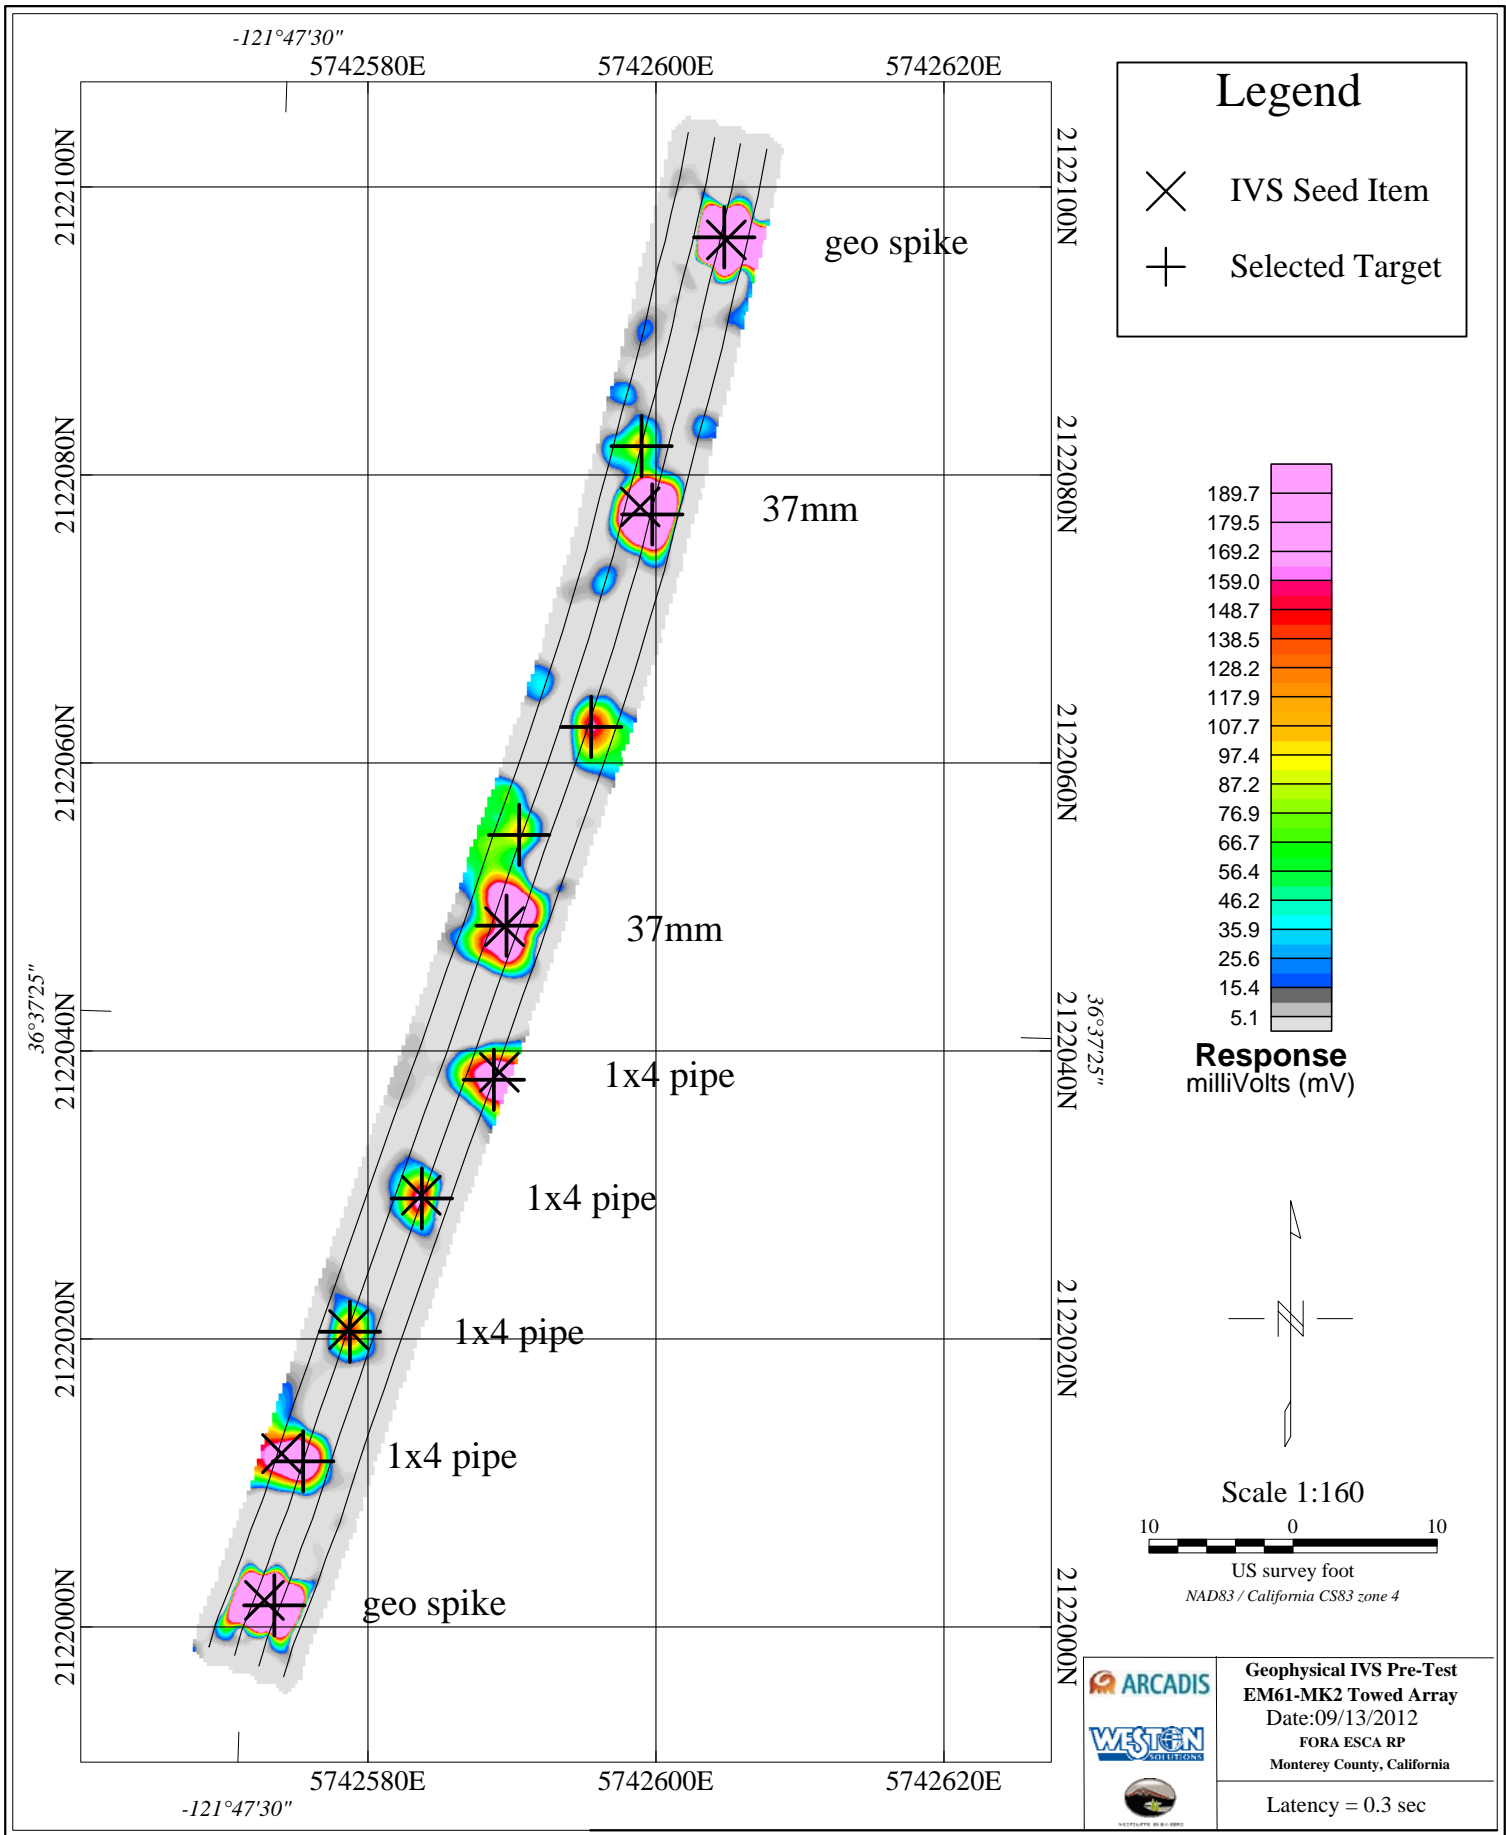 -121°47'30"
5742580E
5742600E
5742620E
Legend
IVS Seed Item
Selected Target
2122100N
2122100N
geo spike
2122080N
2122080N
37mm
189.7
179.5
169.2
159.0
148.7
138.5
128.2
117.9
107.7
97.4
87.2
76.9
66.7
56.4
46.2
35.9
25.6
15.4
5.1
Response
milliVolts (mV)
2122060N
2122060N
37mm
36°37'25"
2122040N
2122040N
36°37'25"
1x4 pipe
1x4 pipe
2122020N
2122020N
1x4 pipe
N
1x4 pipe
Scale 1:160
10 0 10
US survey foot
NAD83 / California CS83 zone 4
2122000N
2122000N
geo spike
5742580E
5742600E
5742620E
-121°47'30"
ARCADIS
WESTON
SOLUTIONS
Geophysical IVS Pre-Test
EM61-MK2 Towed Array
Date:09/13/2012
FORA ESCA RP
Monterey County, California
Latency = 0.3 sec